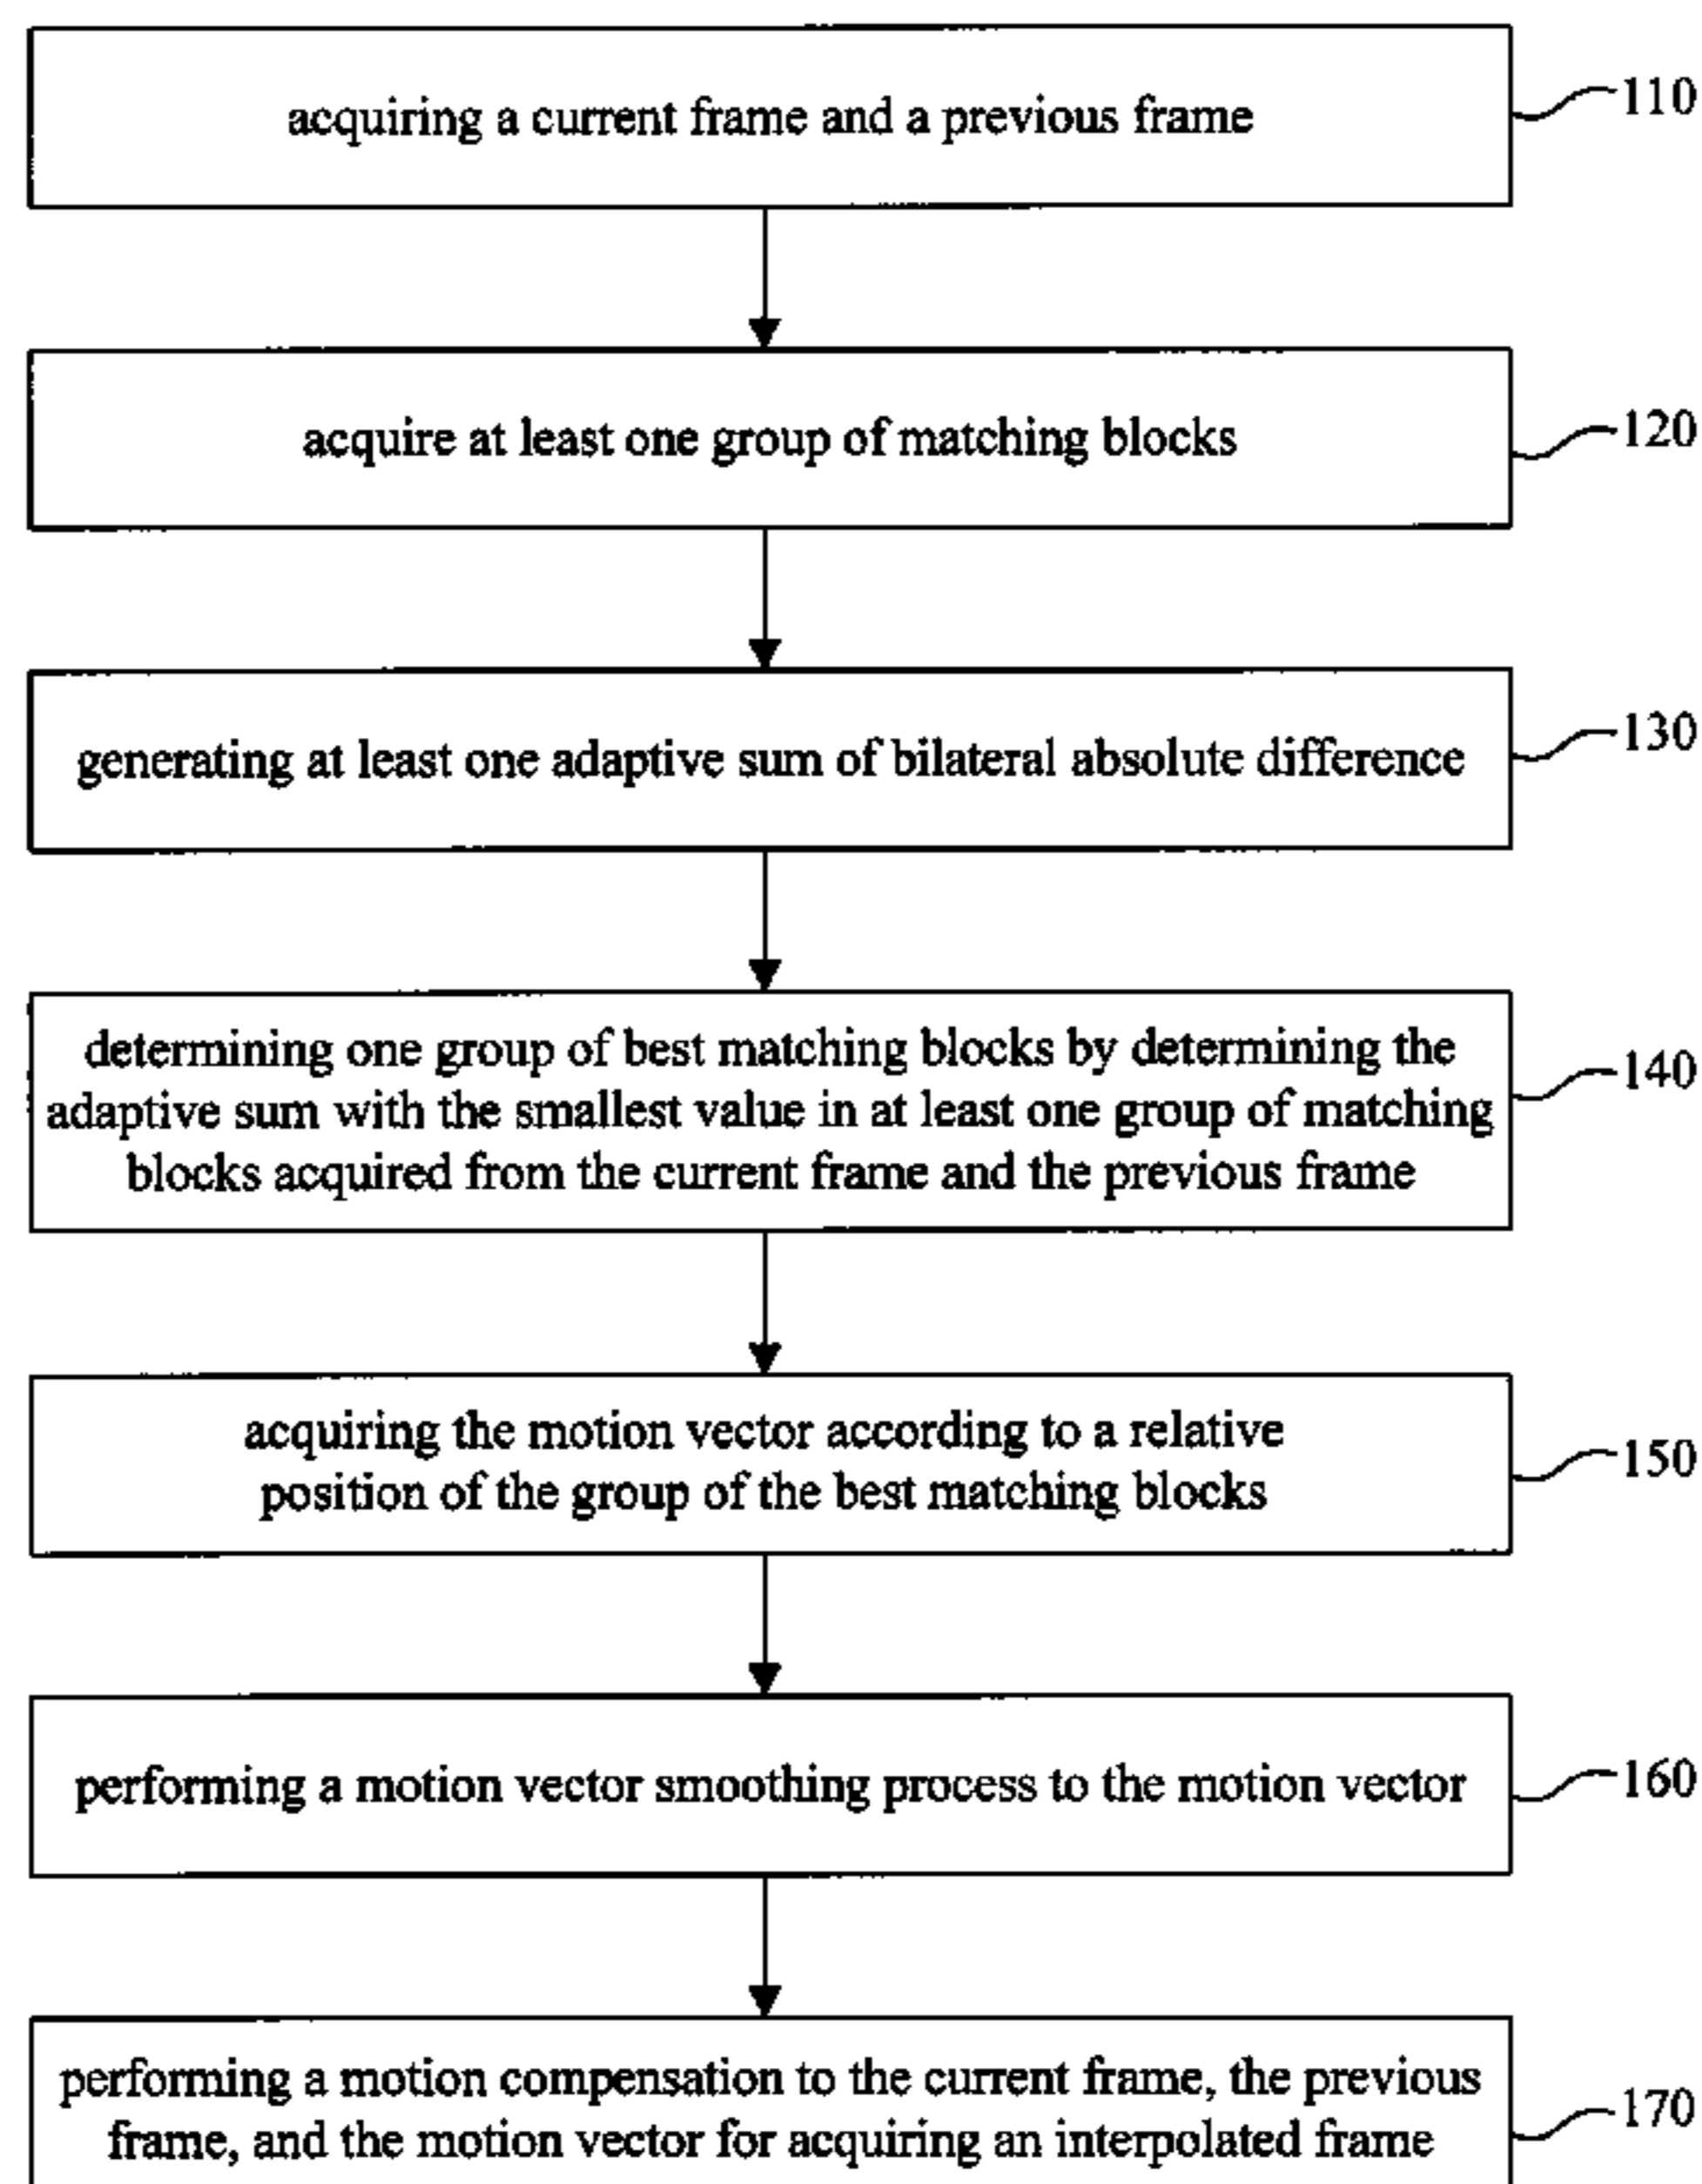 acquiring a current frame and a previous frame
110
acquire at least one group of matching blocks
120
generating at least one adaptive sum of bilateral absolute difference
130
determining one group of best matching blocks by determining the
adaptive sum with the smallest value in at least one group of matching
blocks acquired from the current frame and the previous frame
140
acquiring the motion vector according to a relative
position of the group of the best matching blocks
150
performing a motion vector smoothing process to the motion vector
160
performing a motion compensation to the current frame, the previous
frame, and the motion vector for acquiring an interpolated frame
170